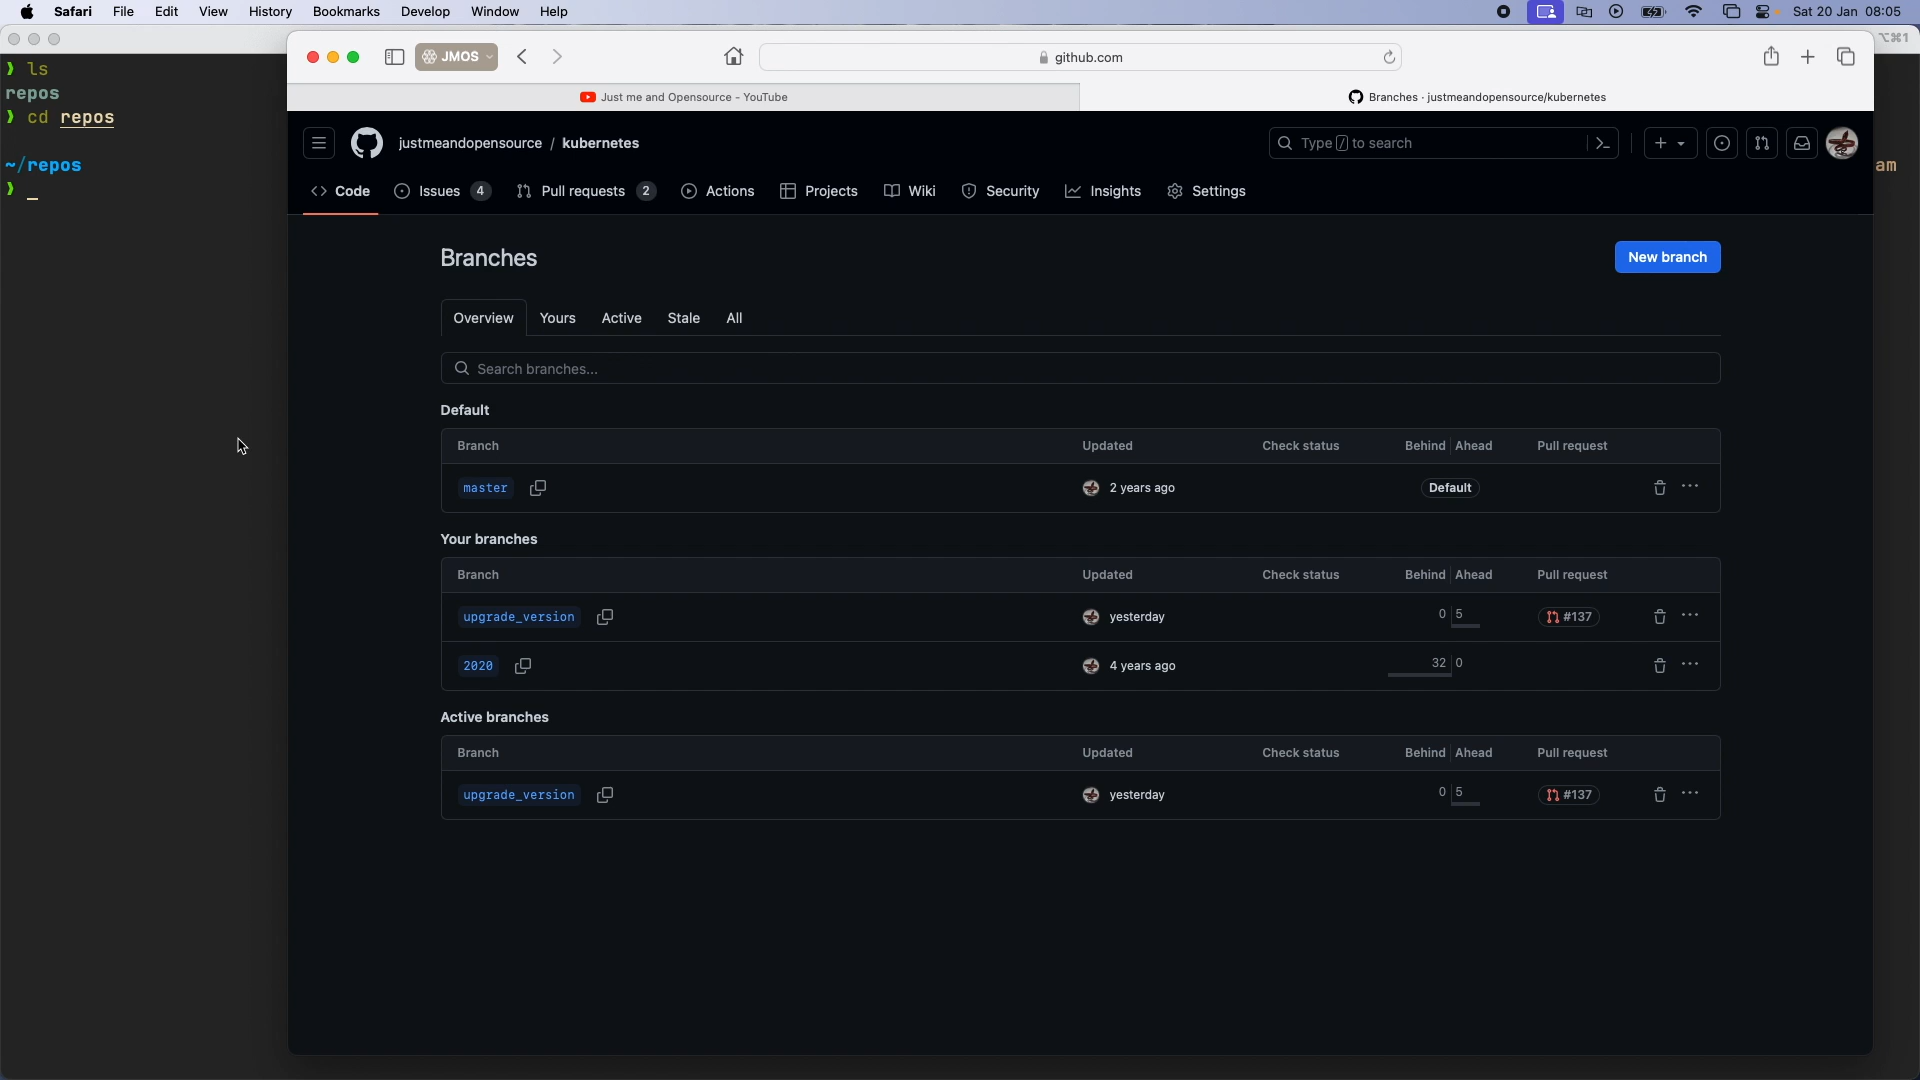 Safari File Edit View History Bookmarks Develop Window Help Sat 20 Jan 08:05
⌥⌘1
❯ ls
repos
❯ cd repos
~/repos
❯ _
am
JMOS
github.com
Just me and Opensource - YouTube
Branches · justmeandopensource/kubernetes
justmeandopensource / kubernetes
Type / to search
Code Issues 4 Pull requests 2 Actions Projects Wiki Security Insights Settings
Branches
New branch
Overview Yours Active Stale All
Search branches...
Default
Branch Updated Check status Behind Ahead Pull request
master 2 years ago Default
Your branches
Branch Updated Check status Behind Ahead Pull request
upgrade_version yesterday 0 5 #137
2020 4 years ago 32 0
Active branches
Branch Updated Check status Behind Ahead Pull request
upgrade_version yesterday 0 5 #137